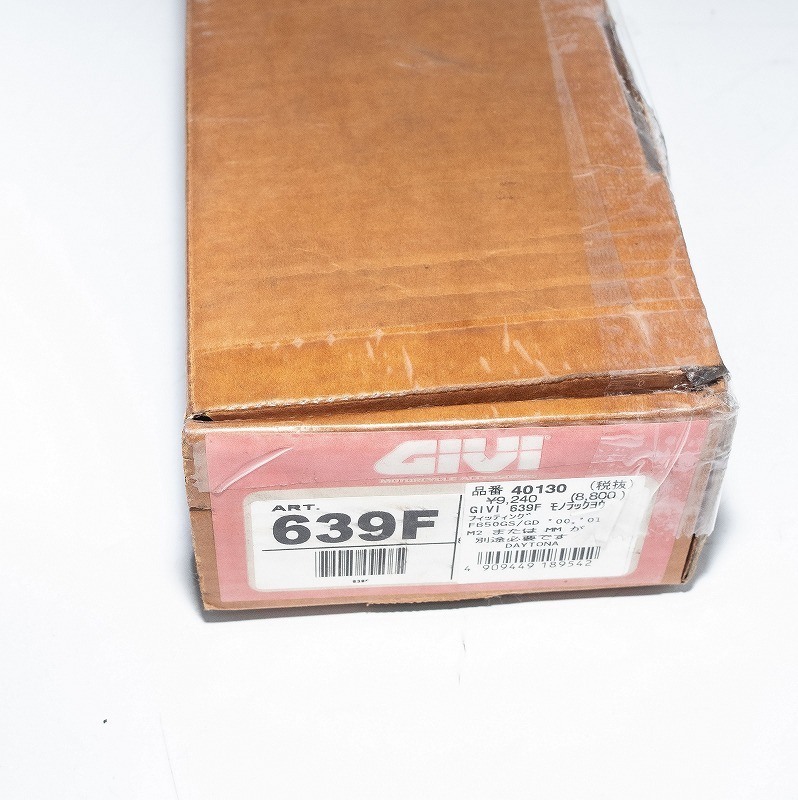 GIVI
ART.
639F
639F
品番 40130 (税抜)
¥9,240 (8,800)
GIVI 639F モノラックヨウ
フィッティング
F650GS/GD '00,'01
M2 または MM が
別途必要です
DAYTONA
4 909449 189542